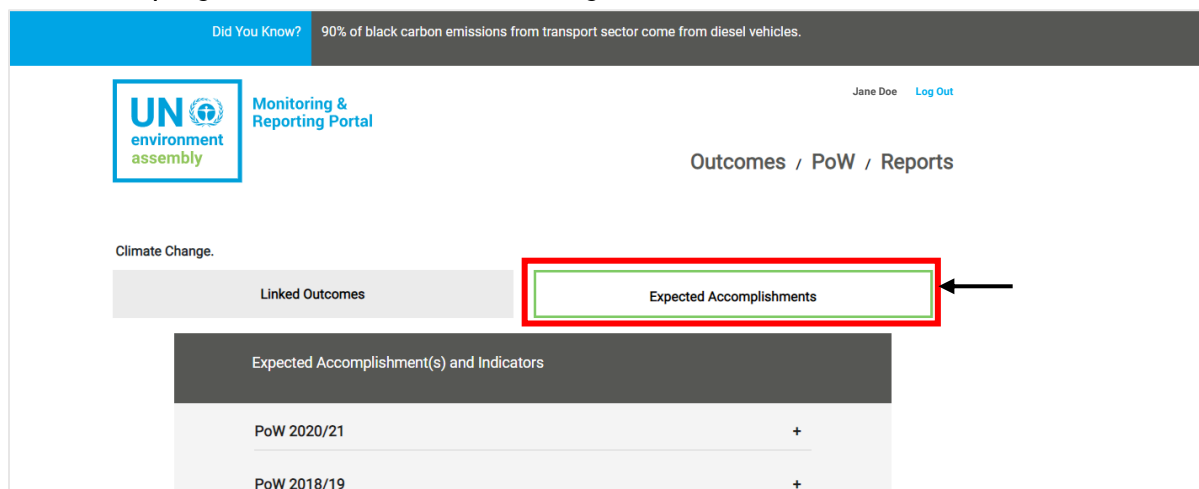 Did You Know? 90% of black carbon emissions from transport sector come from diesel vehicles.
Jane Doe Log Out
UN
environment
assembly
Monitoring &
Reporting Portal
Outcomes / PoW / Reports
Climate Change.
Linked Outcomes Expected Accomplishments
Expected Accomplishment(s) and Indicators
PoW 2020/21 +
PoW 2018/19 +